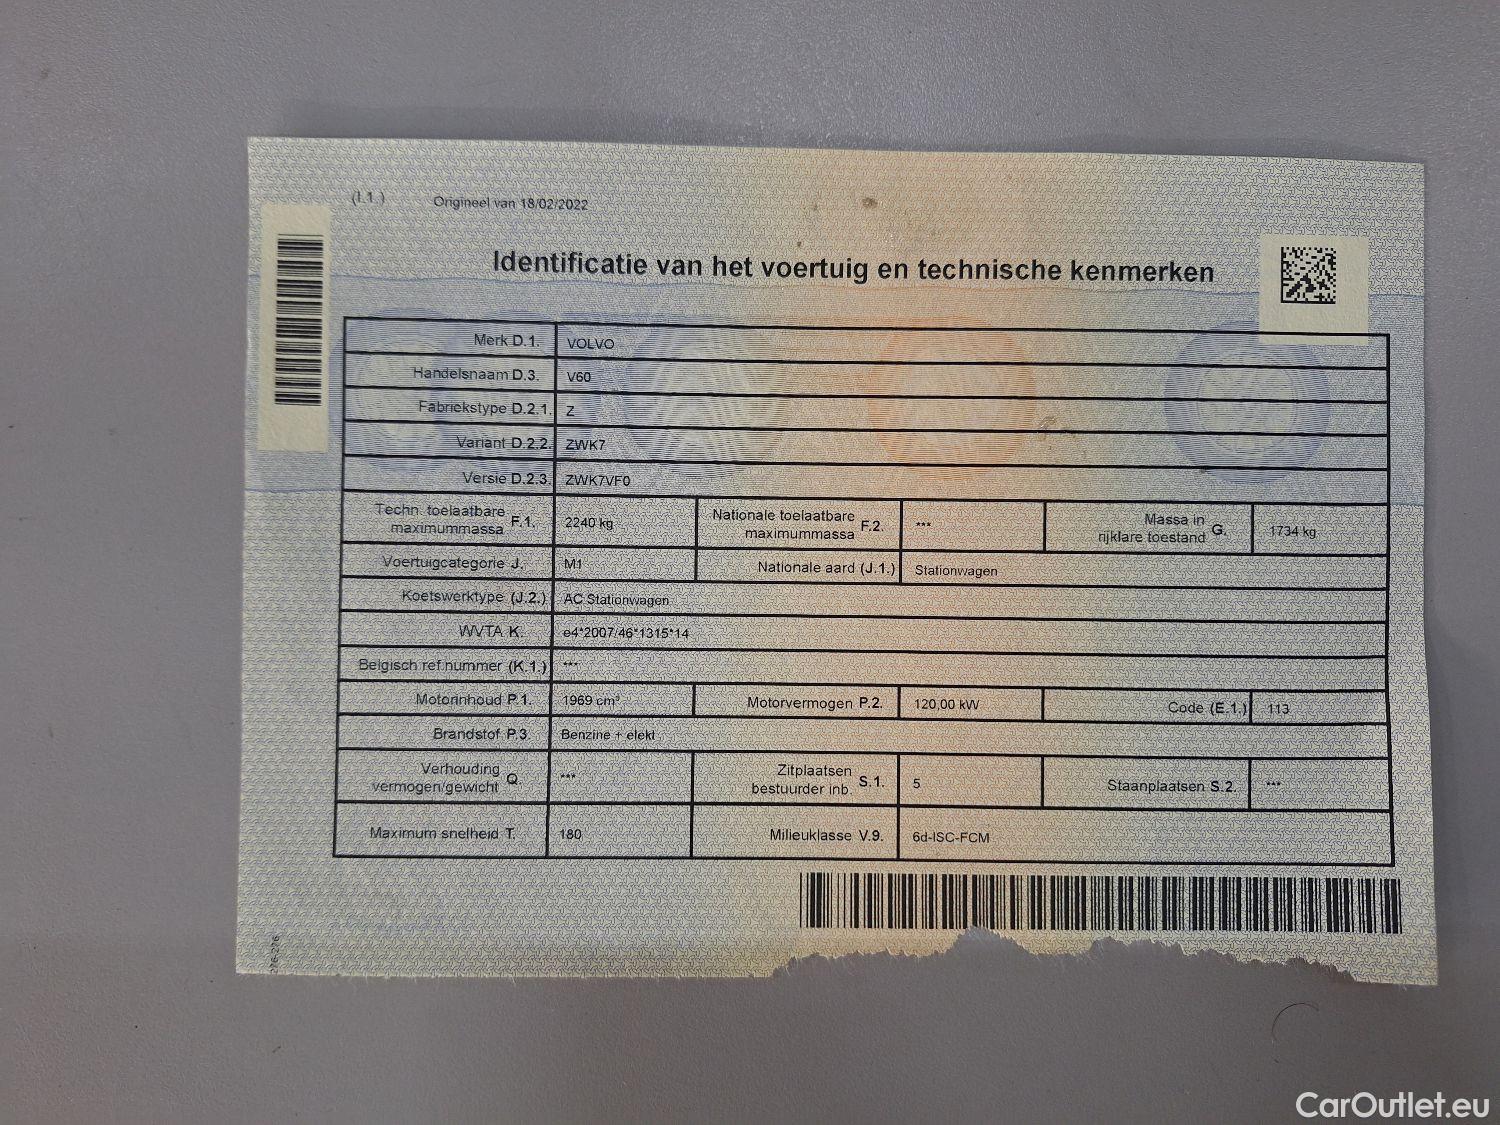 (I.1.) Origineel van 18/02/2022
Identificatie van het voertuig en technische kenmerken
Merk D.1. VOLVO
Handelsnaam D.3. V60
Fabriekstype D.2.1. Z
Variant D.2.2. ZWK7
Versie D.2.3. ZWK7VF0
Techn. toelaatbare maximummassa F.1. 2240 kg Nationale toelaatbare maximummassa F.2. *** Massa in rijklare toestand G. 1734 kg
Voertuigcategorie J. M1 Nationale aard (J.1.) Stationwagen
Koetswerktype (J.2.) AC Stationwagen
WVTA K. e4*2007/46*1315*14
Belgisch ref.nummer (K.1.) ***
Motorinhoud P.1. 1969 cm³ Motorvermogen P.2. 120,00 kW Code (E.1.) 113
Brandstof P.3. Benzine + elekt.
Verhouding vermogen/gewicht Q. *** Zitplaatsen bestuurder inb. S.1. 5 Staanplaatsen S.2. ***
Maximum snelheid T. 180 Milieuklasse V.9. 6d-ISC-FCM
276-276
CarOutlet.eu